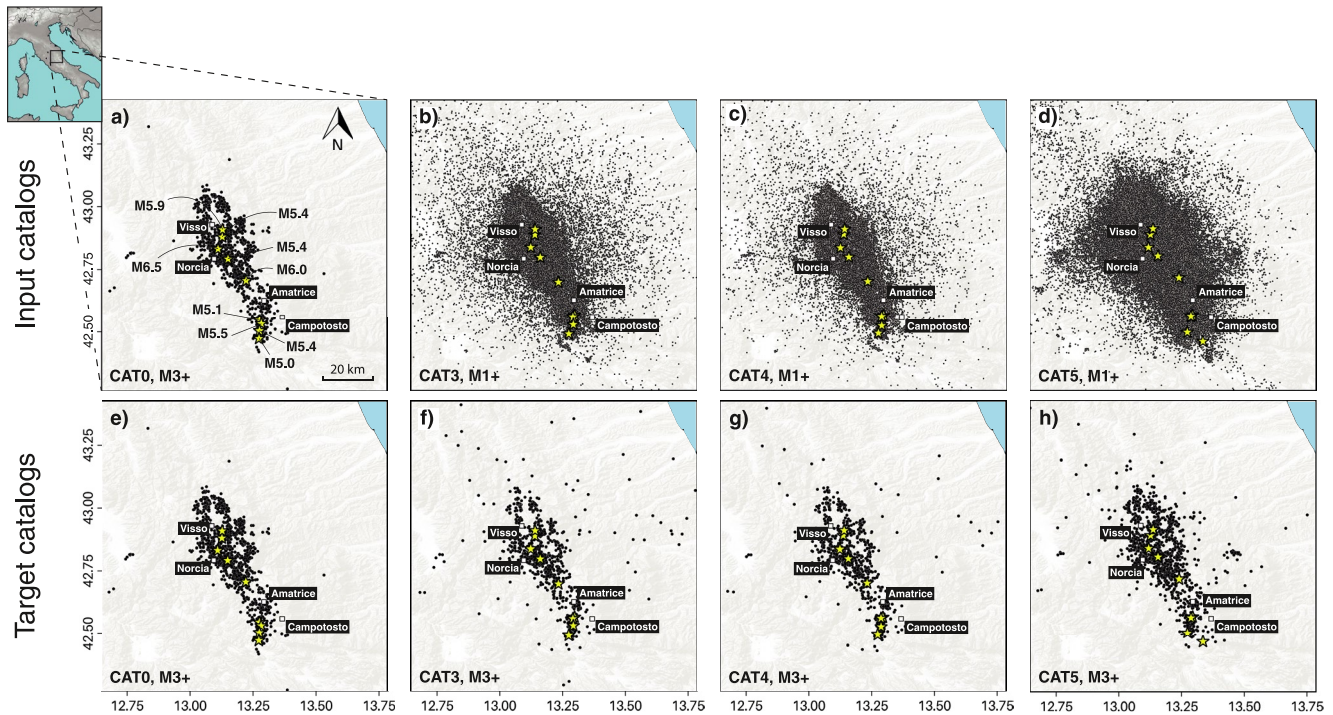 Input catalogs
a)
N
43.25
43.00
42.75
42.50
M5.9
M5.4
Visso
M5.4
M6.5
Norcia
M6.0
Amatrice
M5.1
Campotosto
M5.5
M5.4
M5.0
20 km
CAT0, M3+
b)
Visso
Norcia
Amatrice
Campotosto
CAT3, M1+
c)
Visso
Norcia
Amatrice
Campotosto
CAT4, M1+
d)
Visso
Norcia
Amatrice
Campotosto
CAT5, M1+
Target catalogs
e)
43.25
43.00
42.75
42.50
Visso
Norcia
Amatrice
Campotosto
CAT0, M3+
12.75 13.00 13.25 13.50 13.75
f)
Visso
Norcia
Amatrice
Campotosto
CAT3, M3+
12.75 13.00 13.25 13.50 13.75
g)
Visso
Norcia
Amatrice
Campotosto
CAT4, M3+
12.75 13.00 13.25 13.50 13.75
h)
Visso
Norcia
Amatrice
Campotosto
CAT5, M3+
12.75 13.00 13.25 13.50 13.75